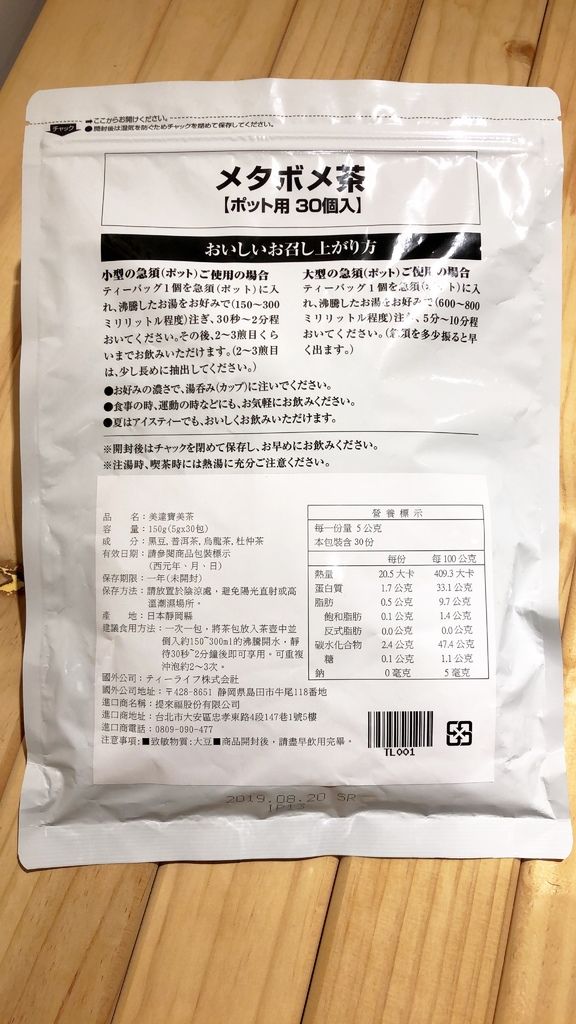 チャック
➡ここからお開けください。
●開封後は湿気を防ぐためチャックを閉めて保存してください。
メタボメ茶
【ポット用 30個入】
おいしいお召し上がり方
小型の急須(ポット)ご使用の場合
ティーバッグ1個を急須(ポット)に入
れ、沸騰したお湯をお好みで(150〜300
ミリリットル程度)注ぎ、30秒〜2分程
おいてください。その後、2〜3煎目くら
いまでお飲みいただけます。(2〜3煎目
は、少し長めに抽出してください。)
大型の急須(ポット)ご使用の場合
ティーバッグ1個を急須(ポット)に入
れ、沸騰したお湯をお好みで(600〜800
ミリリットル程度)注ぎ、5分〜10分程
おいてください。(急須を多少振ると早
く出ます。)
●お好みの濃さで、湯呑み(カップ)に注いでください。
●食事の時、運動の時などにも、お気軽にお飲みください。
●夏はアイスティーでも、おいしくお飲みいただけます。
※開封後はチャックを閉めて保存し、お早めにお飲みください。
※注湯時、喫茶時には熱湯に充分ご注意ください。
品 名：美達寶美茶
容 量：150g(5gx30包)
成 分：黑豆,普洱茶,烏龍茶,杜仲茶
有效日期：請參閱商品包裝標示
(西元年、月、日)
保存期限：一年(未開封)
保存方法：請放置於陰涼處，避免陽光直射或高
溫潮濕場所。
產 地：日本靜岡縣
建議食用方法：一次一包，將茶包放入茶壺中並
倒入約150~300ml的沸騰開水，靜
待30秒~2分鐘後即可享用。可重複
沖泡約2~3次。
國外公司：ティーライフ株式会社
國外公司地址：〒428-8651 静岡県島田市牛尾118番地
進口商名稱：提來福股份有限公司
進口商地址：台北市大安區忠孝東路4段147巷1號5樓
進口商電話：0809-090-477
注意事項：■致敏物質:大豆■商品開封後，請盡早飲用完畢。
營養標示
每一份量 5公克
本包裝含 30份
每份 每100公克
熱量 20.5 大卡 409.3 大卡
蛋白質 1.7 公克 33.1 公克
脂肪 0.5 公克 9.7 公克
飽和脂肪 0.1 公克 1.4 公克
反式脂肪 0.0 公克 0.0 公克
碳水化合物 2.4 公克 47.4 公克
糖 0.1 公克 1.1 公克
鈉 0 毫克 5 毫克
TL001
2019.08.20 SR